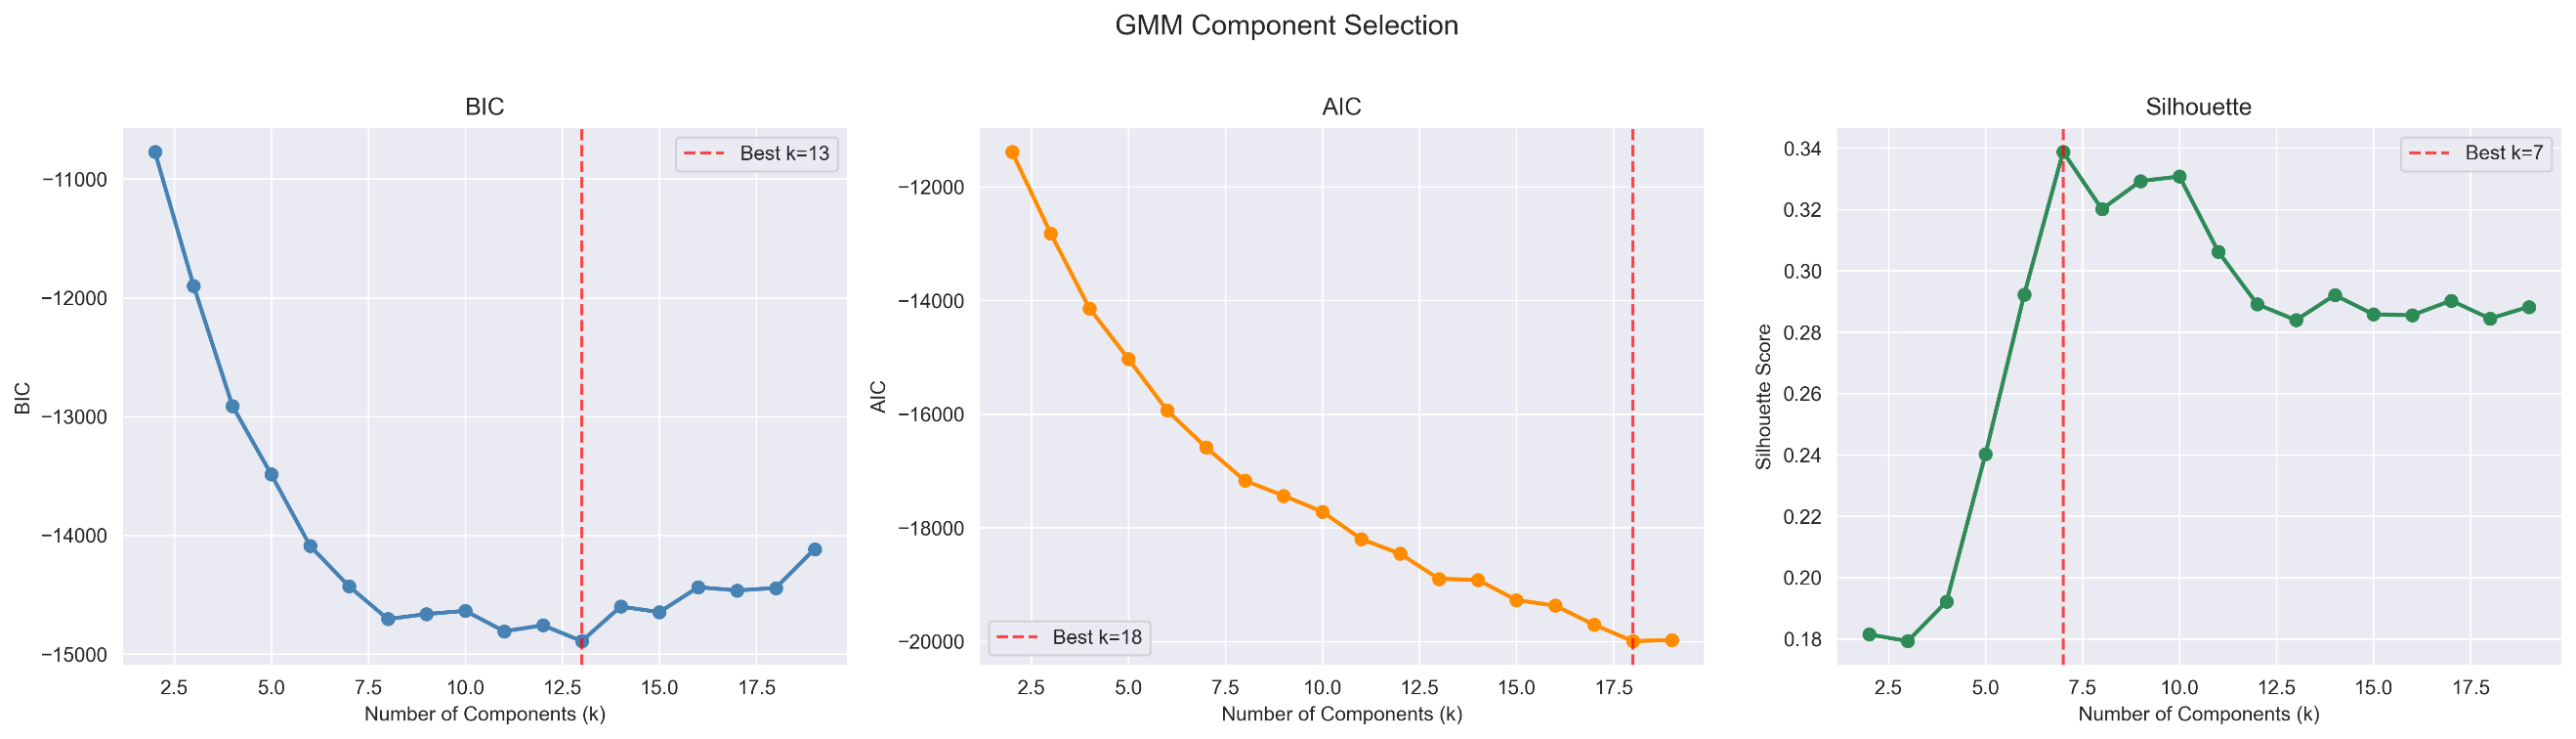 GMM Component Selection
BIC
Best k=13
−11000
−12000
−13000
−14000
−15000
BIC
2.5 5.0 7.5 10.0 12.5 15.0 17.5
Number of Components (k)
AIC
−12000
−14000
−16000
−18000
−20000
AIC
Best k=18
2.5 5.0 7.5 10.0 12.5 15.0 17.5
Number of Components (k)
Silhouette
Best k=7
0.34
0.32
0.30
0.28
0.26
0.24
0.22
0.20
0.18
Silhouette Score
2.5 5.0 7.5 10.0 12.5 15.0 17.5
Number of Components (k)